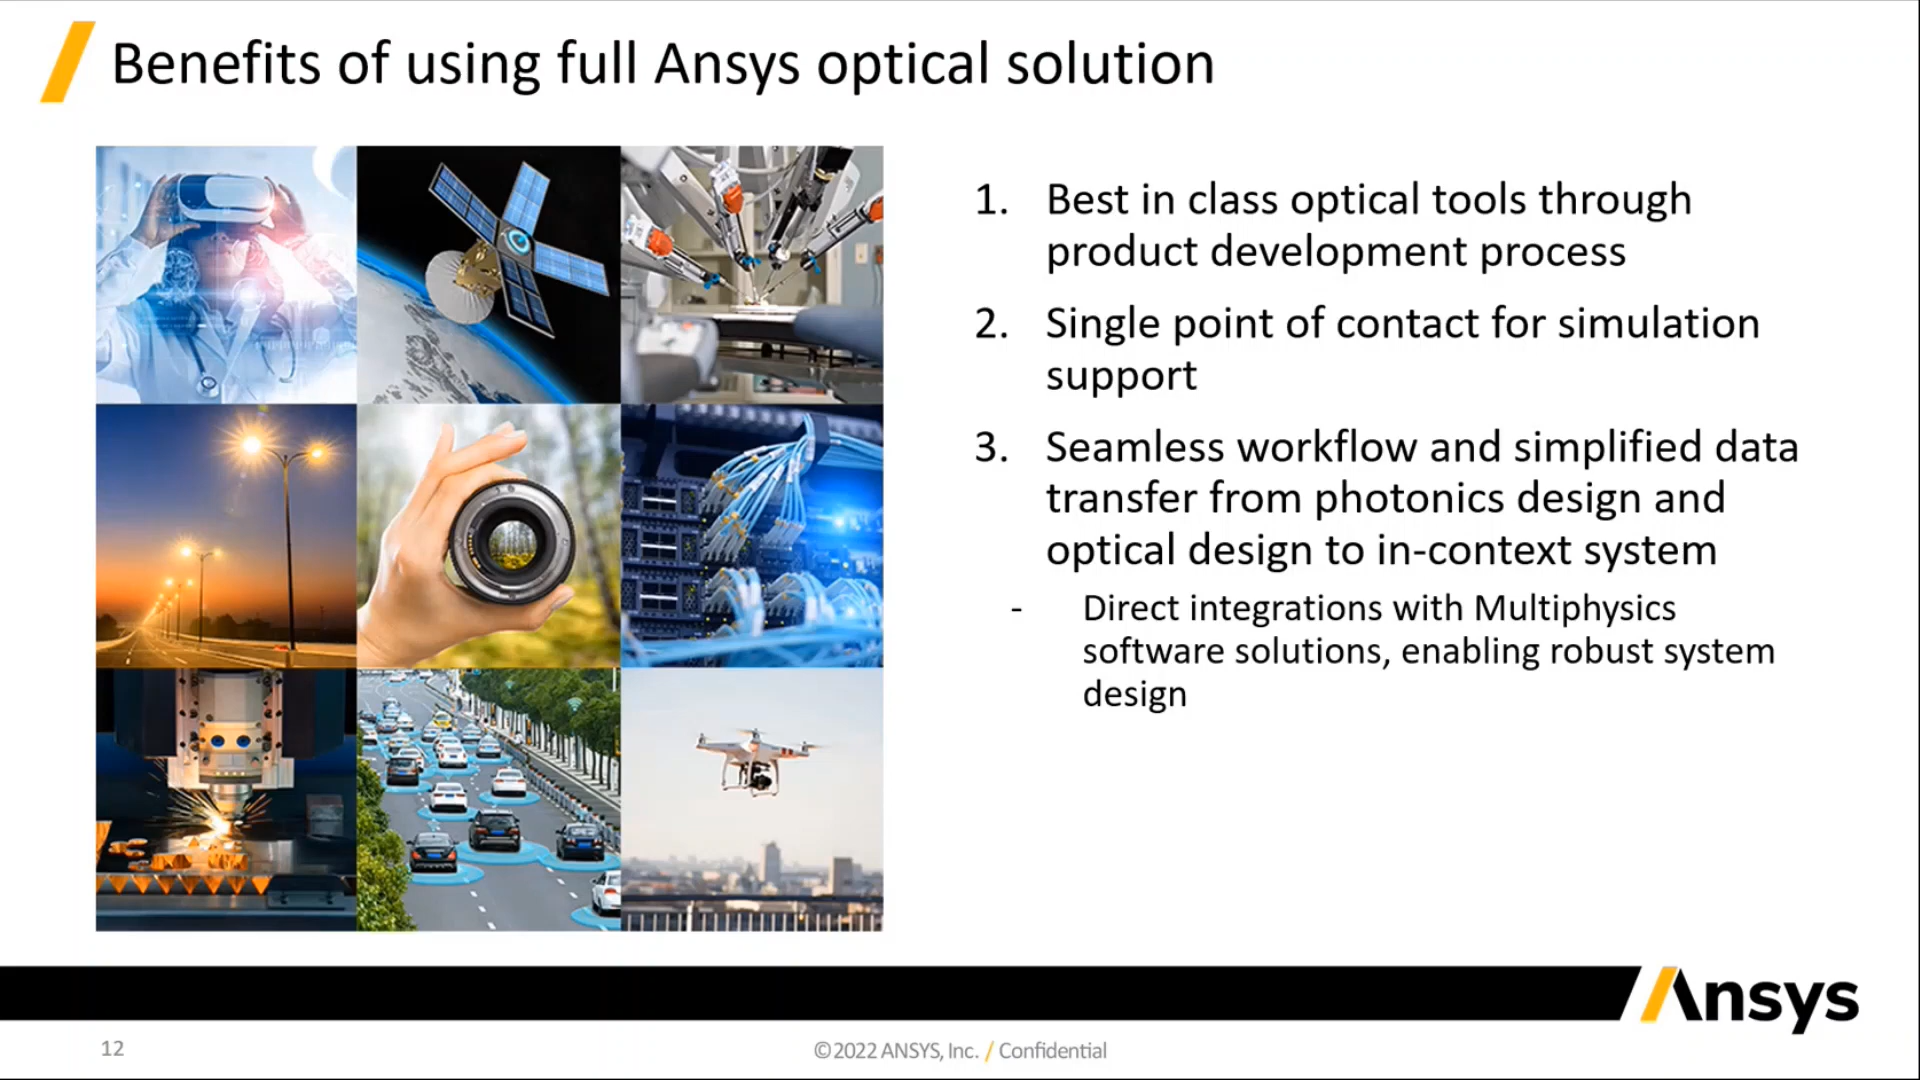 Benefits of using full Ansys optical solution
1. Best in class optical tools through
product development process
2. Single point of contact for simulation
support
3. Seamless workflow and simplified data
transfer from photonics design and
optical design to in-context system
- Direct integrations with Multiphysics
software solutions, enabling robust system
design
Ansys
12
©2022 ANSYS, Inc. / Confidential